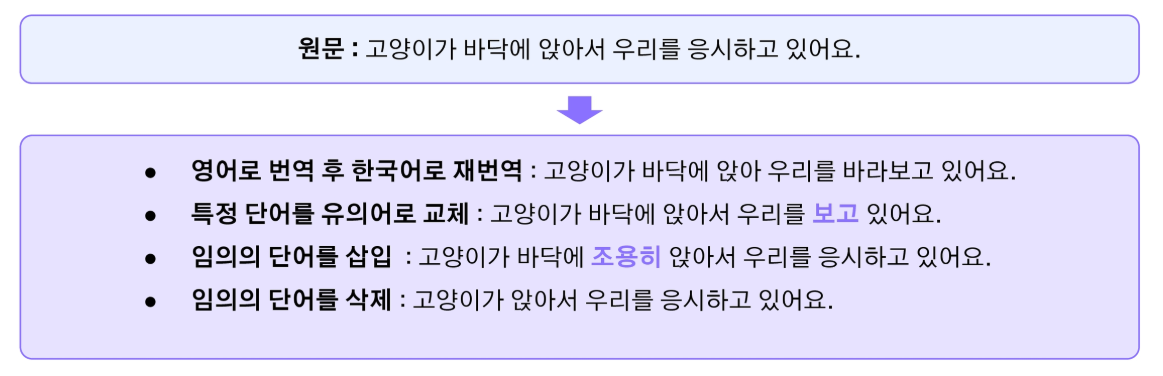 원문 : 고양이가 바닥에 앉아서 우리를 응시하고 있어요.
● 영어로 번역 후 한국어로 재번역 : 고양이가 바닥에 앉아 우리를 바라보고 있어요.
● 특정 단어를 유의어로 교체 : 고양이가 바닥에 앉아서 우리를 보고 있어요.
● 임의의 단어를 삽입 : 고양이가 바닥에 조용히 앉아서 우리를 응시하고 있어요.
● 임의의 단어를 삭제 : 고양이가 앉아서 우리를 응시하고 있어요.